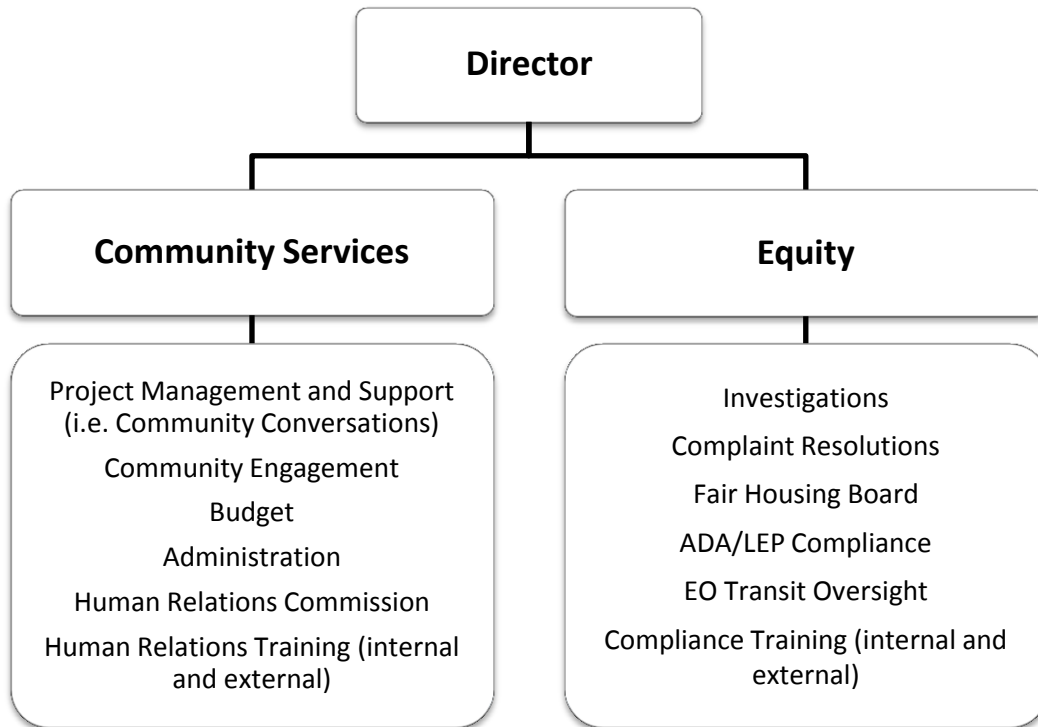 Director
Community Services
Equity
Project Management and Support
(i.e. Community Conversations)
Community Engagement
Budget
Administration
Human Relations Commission
Human Relations Training (internal
and external)
Investigations
Complaint Resolutions
Fair Housing Board
ADA/LEP Compliance
EO Transit Oversight
Compliance Training (internal and
external)